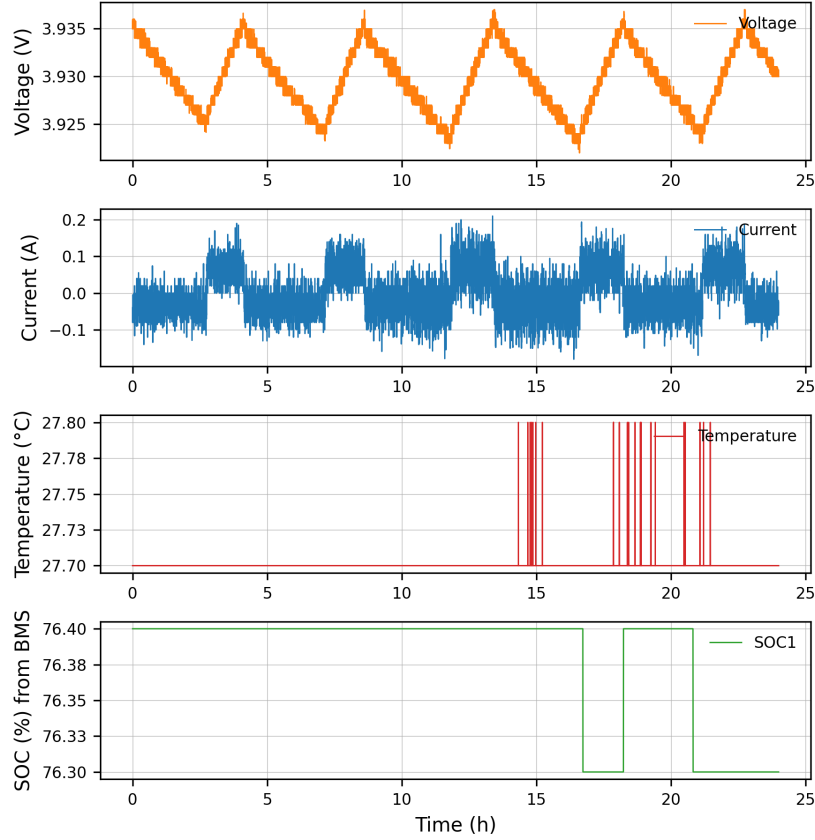 3.935
3.930
3.925
Voltage (V)
Voltage
0 5 10 15 20 25
0.2
0.1
0.0
−0.1
Current (A)
Current
0 5 10 15 20 25
27.80
27.78
27.75
27.73
27.70
Temperature (°C)
Temperature
0 5 10 15 20 25
76.40
76.38
76.35
76.33
76.30
SOC (%) from BMS
SOC1
0 5 10 15 20 25
Time (h)